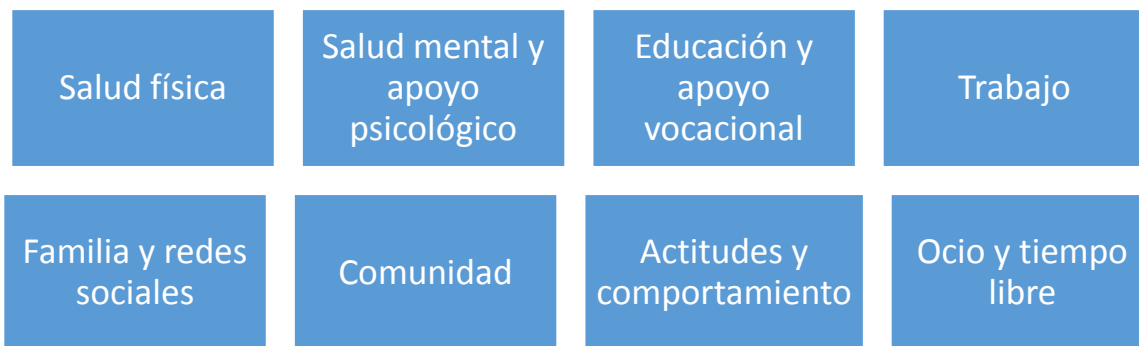 Salud física
Salud mental y
apoyo
psicológico
Educación y
apoyo
vocacional
Trabajo
Familia y redes
sociales
Comunidad
Actitudes y
comportamiento
Ocio y tiempo
libre